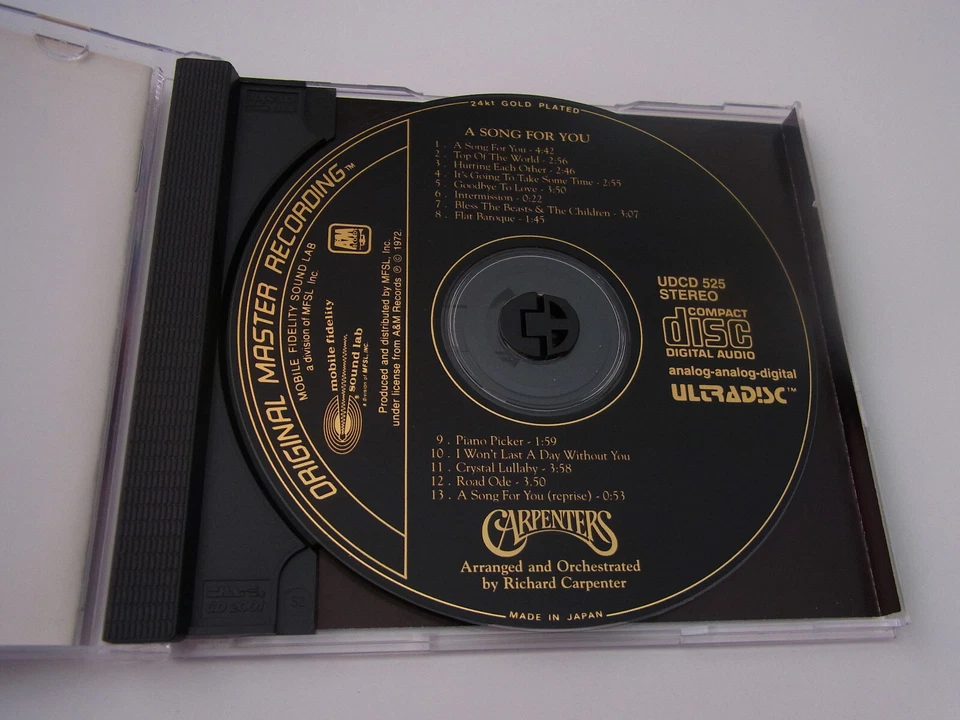 24kt GOLD PLATED
A SONG FOR YOU
1 . A Song For You - 4:42
2 . Top Of The World - 2:56
3 . Hurting Each Other - 2:46
4 . It's Going To Take Some Time - 2:55
5 . Goodbye To Love - 3:50
6 . Intermission - 0:22
7 . Bless The Beasts & The Children - 3:07
8 . Flat Baroque - 1:45
ORIGINAL MASTER RECORDING™
MOBILE FIDELITY SOUND LAB
a division of MFSL Inc.
mobile fidelity
sound lab
a division of MFSL, INC.
A&M
RECORDS
Produced and distributed by MFSL, Inc.
under license from A&M Records ℗ © 1972.
UDCD 525
STEREO
COMPACT
disc
DIGITAL AUDIO
analog-analog-digital
ULTRADISC™
9 . Piano Picker - 1:59
10 . I Won't Last A Day Without You
11 . Crystal Lullaby - 3:58
12 . Road Ode - 3.50
13 . A Song For You (reprise) - 0:53
CARPENTERS
Arranged and Orchestrated
by Richard Carpenter
MADE IN JAPAN
52